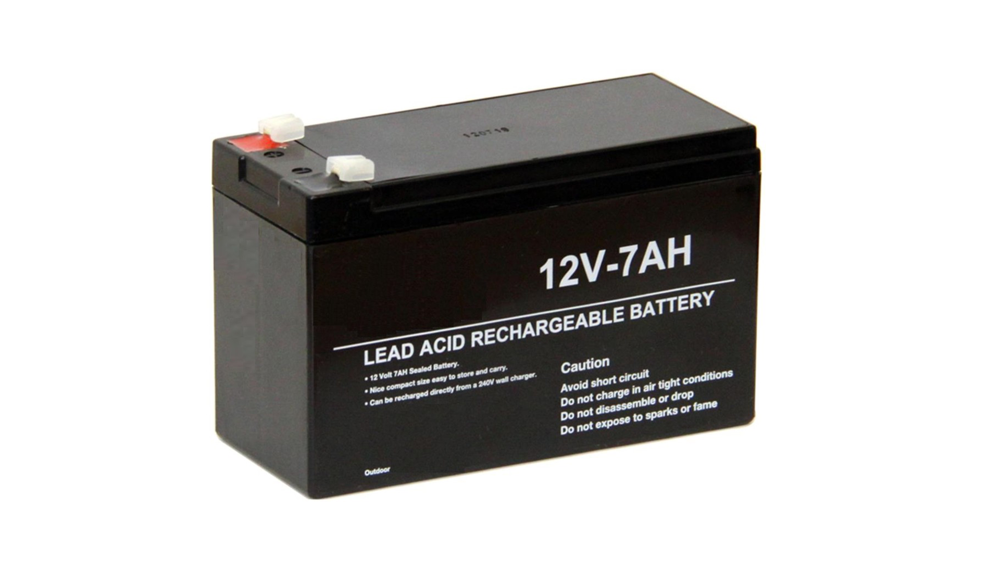 120719
12V-7AH
LEAD ACID RECHARGEABLE BATTERY
• 12 Volt 7AH Sealed Battery.
• Nice compact size easy to store and carry.
• Can be recharged directly from a 240V wall charger.
Caution
Avoid short circuit
Do not charge in air tight conditions
Do not disassemble or drop
Do not expose to sparks or fame
Outdoor